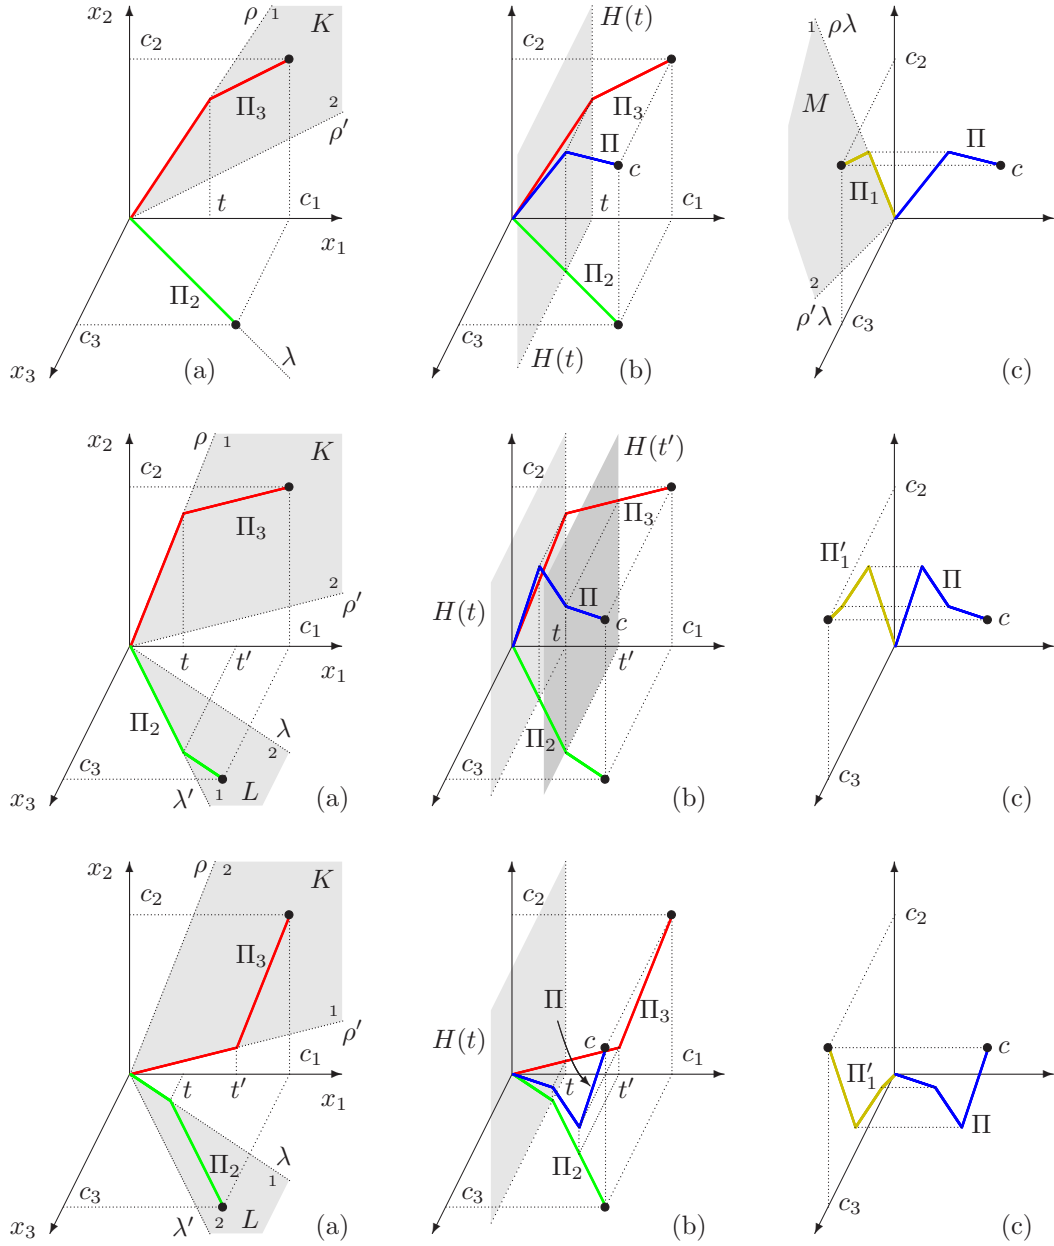 x₂ ρ 1 K
c₂
Π₃
2
ρ′
t c₁
x₁
Π₂
c₃
λ
x₃ (a)
H(t)
c₂
Π₃
Π
c
c₁
Π₂
c₃
H(t)
(b)
1 ρλ
c₂
M
Π
Π₁
c
2
ρ′λ
c₃
(c)
x₂ ρ 1 K
c₂
Π₃
2
ρ′
c₁
t t′ x₁
Π₂
λ
2
c₃
x₃ λ′ 1 L (a)
H(t′)
c₂
Π₃
H(t)
Π
t
c
c₁
t′
Π₂
c₃
(b)
c₂
Π′₁
Π
c
c₃
(c)
x₂ ρ 2 K
c₂
Π₃
1
ρ′
c₁
t t′ x₁
λ
Π₂ 1
c₃
x₃ λ′ 2 L (a)
c₂
Π
Π₃
H(t)
c
c₁
t t′
Π₂
c₃
(b)
c₂
c
Π′₁
Π
c₃
(c)